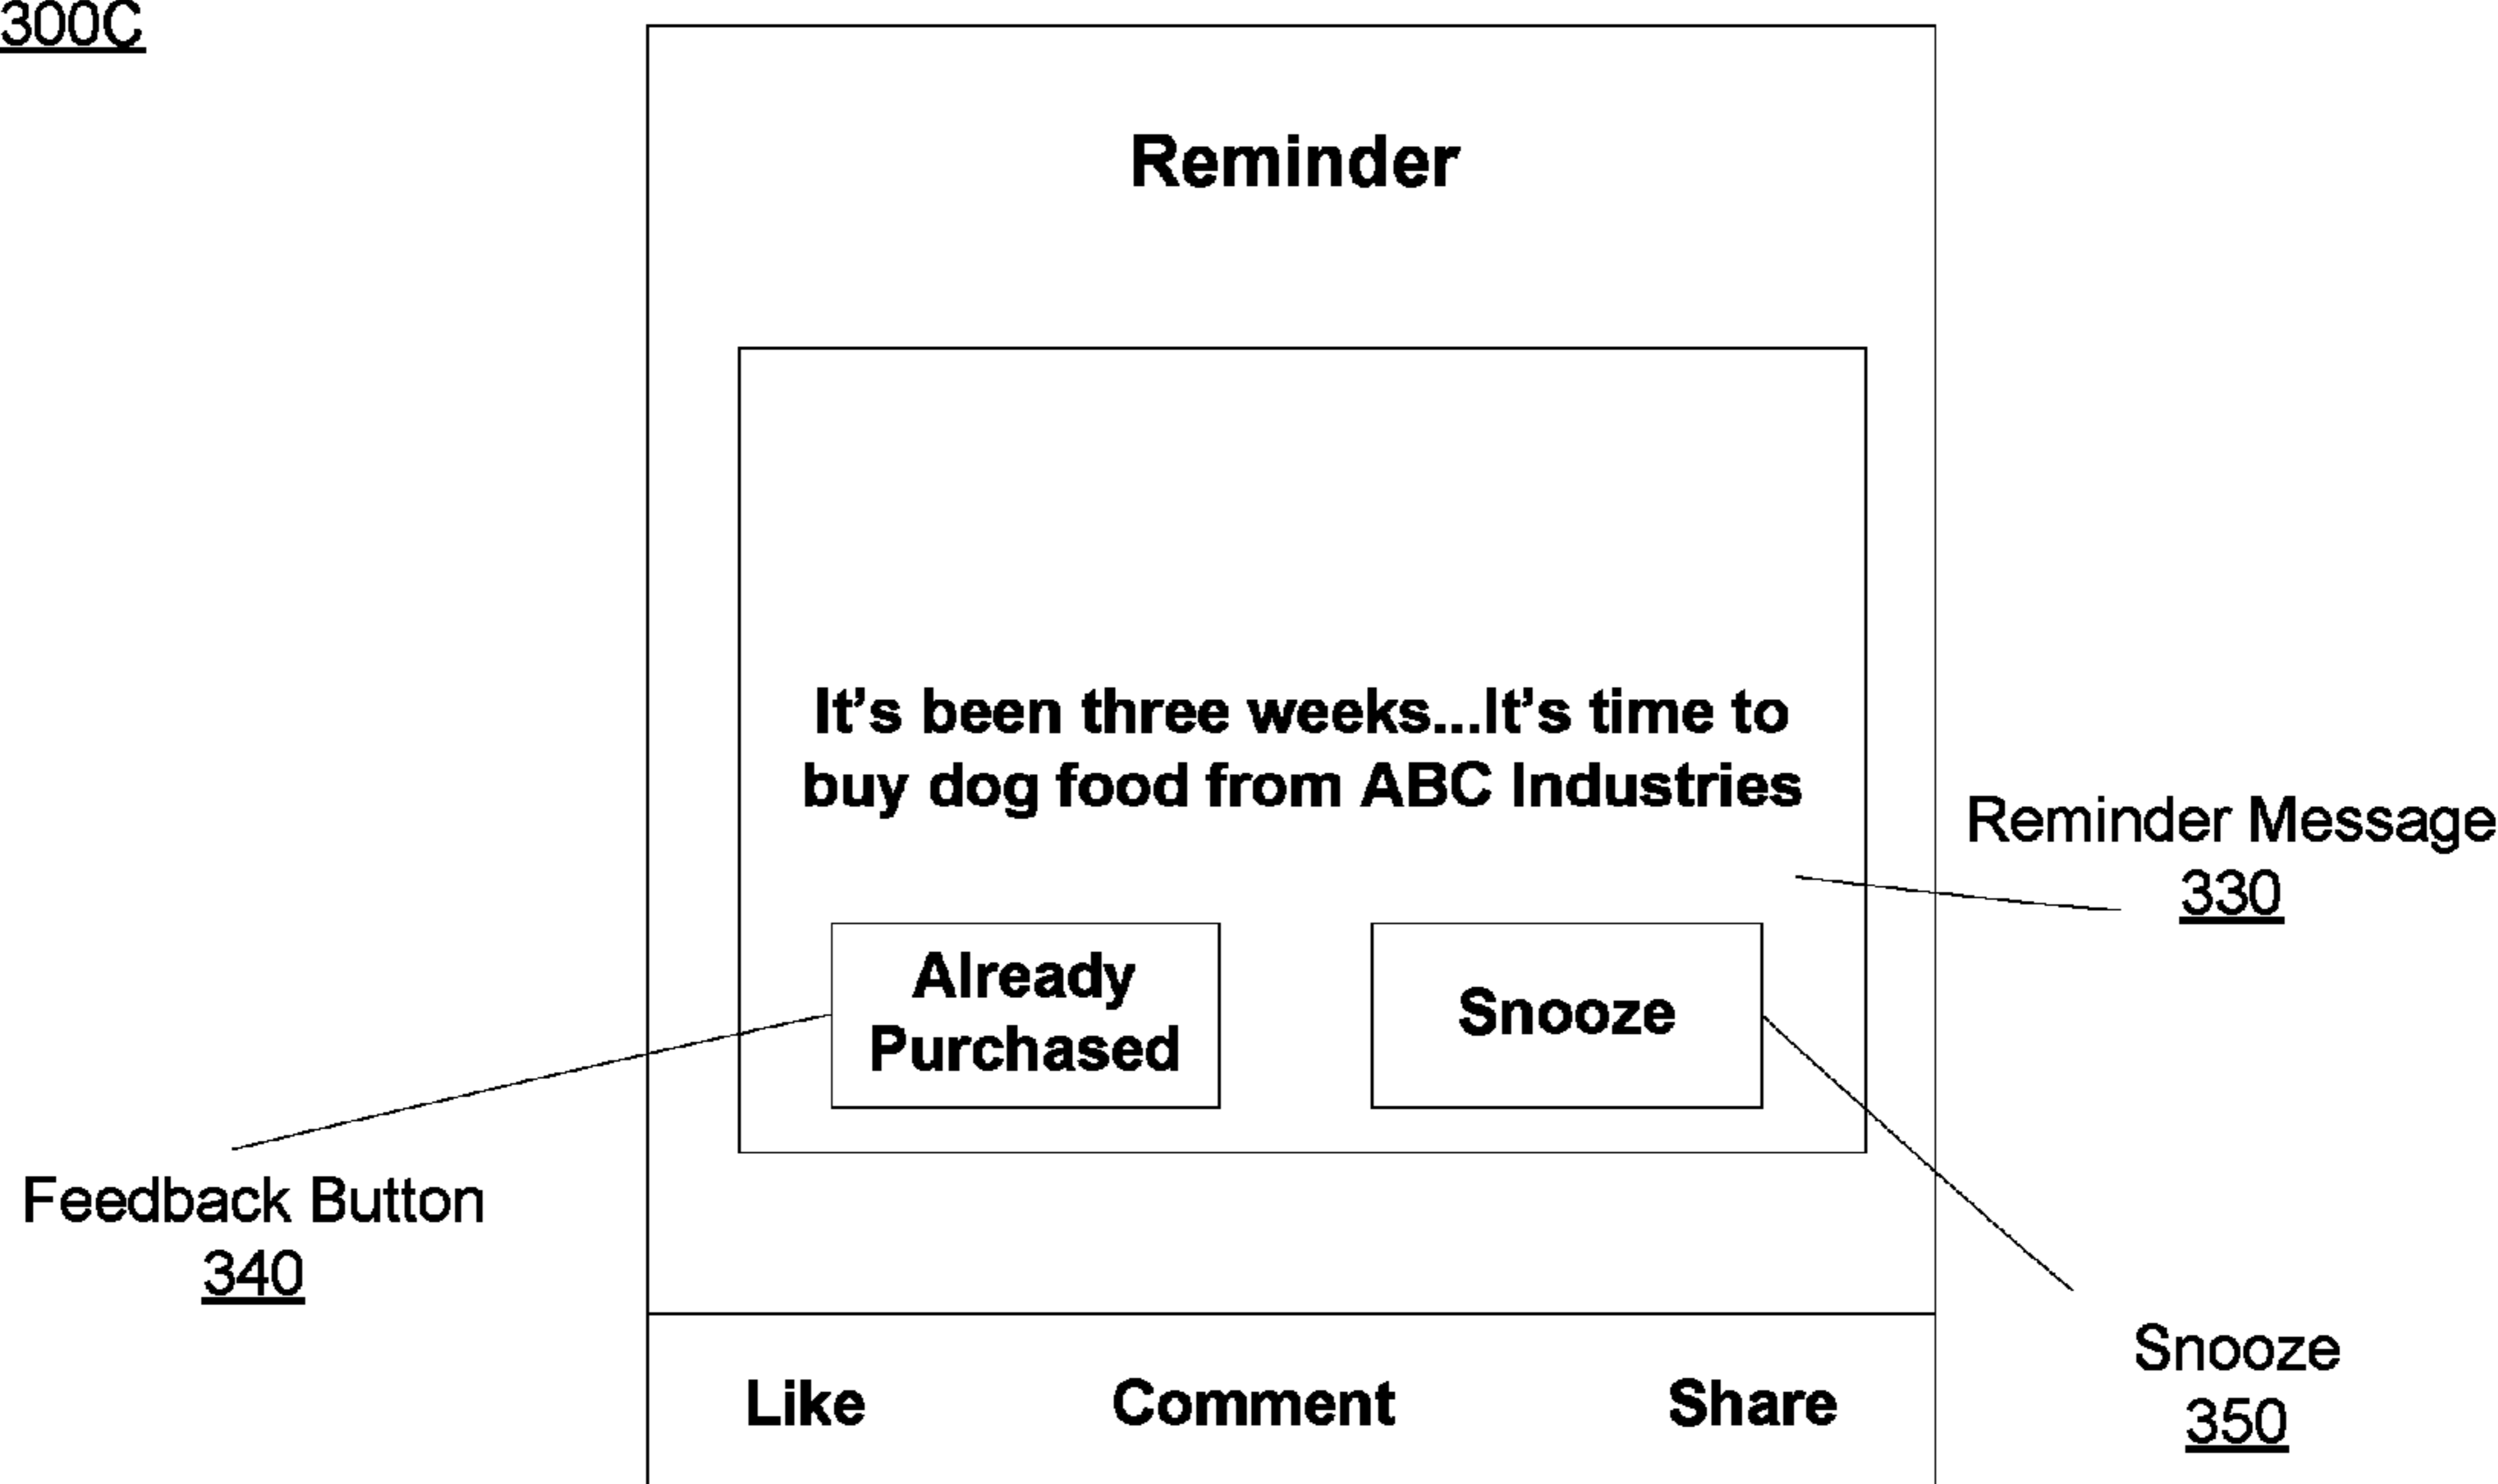 300C
Reminder
It’s been three weeks...It’s time to
buy dog food from ABC Industries
Reminder Message
330
Already
Purchased
Snooze
Feedback Button
340
Snooze
350
Like Comment Share